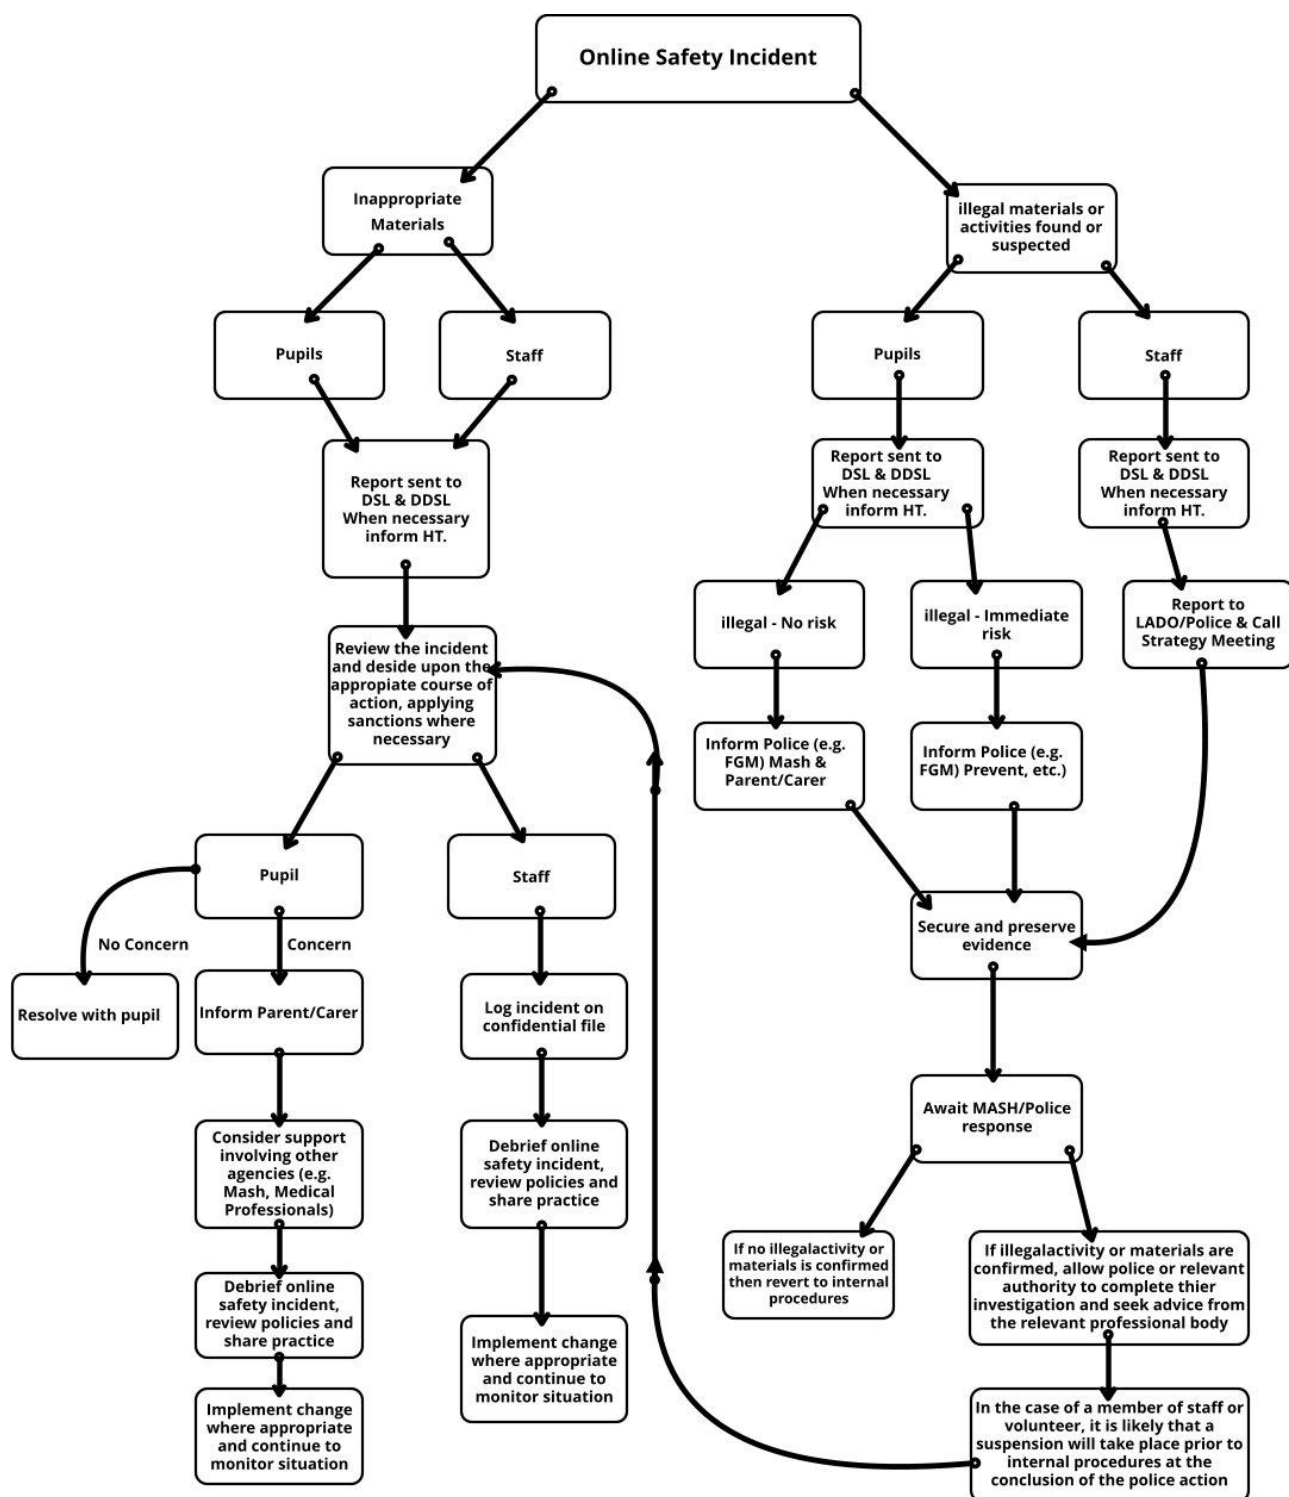 Online Safety Incident
Inappropriate
Materials
illegal materials or
activities found or
suspected
Pupils
Staff
Pupils
Staff
Report sent to
DSL & DDSL
When necessary
inform HT.
Report sent to
DSL & DDSL
When necessary
inform HT.
Report sent to
DSL & DDSL
When necessary
inform HT.
illegal - No risk
illegal - Immediate
risk
Report to
LADO/Police & Call
Strategy Meeting
Review the incident
and deside upon the
appropiate course of
action, applying
sanctions where
necessary
Inform Police (e.g.
FGM) Mash &
Parent/Carer
Inform Police (e.g.
FGM) Prevent, etc.)
Pupil
Staff
Secure and preserve
evidence
No Concern
Concern
Resolve with pupil
Inform Parent/Carer
Log incident on
confidential file
Await MASH/Police
response
Consider support
involving other
agencies (e.g.
Mash, Medical
Professionals)
Debrief online
safety incident,
review policies and
share practice
If no illegalactivity or
materials is confirmed
then revert to internal
procedures
If illegalactivity or materials are
confirmed, allow police or relevant
authority to complete thier
investigation and seek advice from
the relevant professional body
Debrief online
safety incident,
review policies and
share practice
Implement change
where appropriate
and continue to
monitor situation
Implement change
where appropriate
and continue to
monitor situation
In the case of a member of staff or
volunteer, it is likely that a
suspension will take place prior to
internal procedures at the
conclusion of the police action